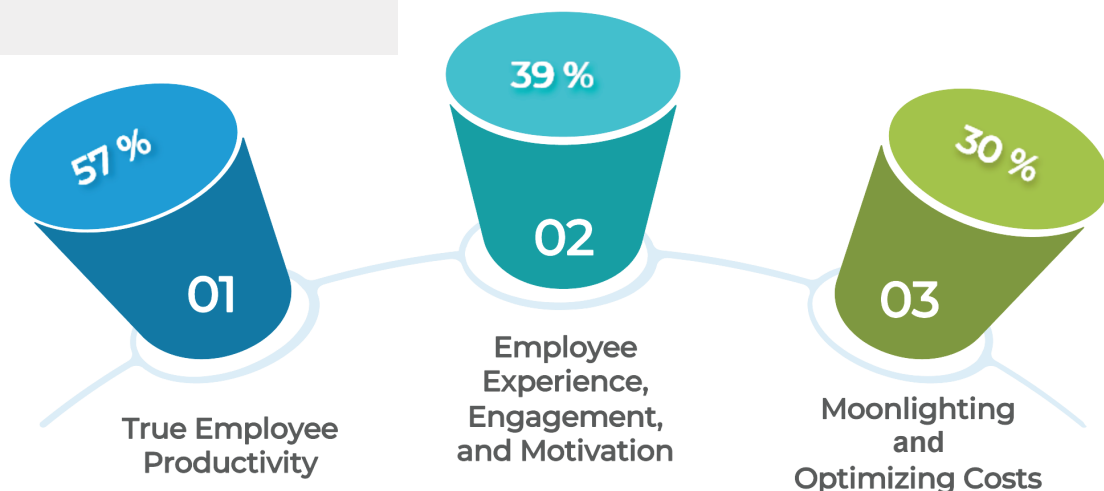 57 %
01
True Employee
Productivity
39 %
02
Employee
Experience,
Engagement,
and Motivation
30 %
03
Moonlighting
and
Optimizing Costs